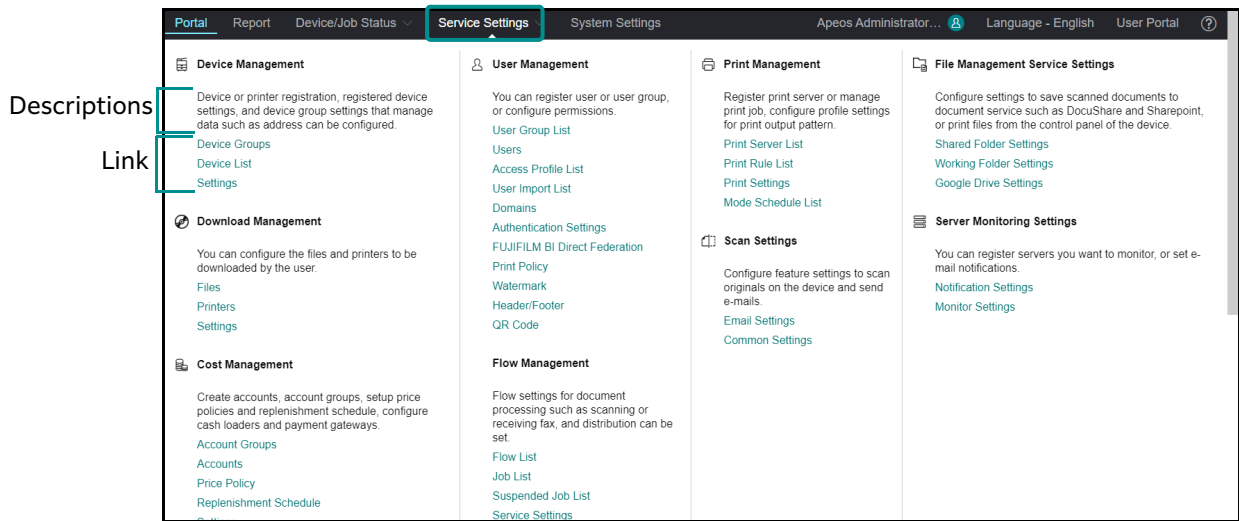 Portal Report Device/Job Status Service Settings System Settings Apeos Administrator... Language - English User Portal ?
Descriptions
Link
Device Management
Device or printer registration, registered device
settings, and device group settings that manage
data such as address can be configured.
Device Groups
Device List
Settings
Download Management
You can configure the files and printers to be
downloaded by the user.
Files
Printers
Settings
Cost Management
Create accounts, account groups, setup price
policies and replenishment schedule, configure
cash loaders and payment gateways.
Account Groups
Accounts
Price Policy
Replenishment Schedule
User Management
You can register user or user group,
or configure permissions.
User Group List
Users
Access Profile List
User Import List
Domains
Authentication Settings
FUJIFILM BI Direct Federation
Print Policy
Watermark
Header/Footer
QR Code
Flow Management
Flow settings for document
processing such as scanning or
receiving fax, and distribution can be
set.
Flow List
Job List
Suspended Job List
Service Settings
Print Management
Register print server or manage
print job, configure profile settings
for print output pattern.
Print Server List
Print Rule List
Print Settings
Mode Schedule List
Scan Settings
Configure feature settings to scan
originals on the device and send
e-mails.
Email Settings
Common Settings
File Management Service Settings
Configure settings to save scanned documents to
document service such as DocuShare and Sharepoint,
or print files from the control panel of the device.
Shared Folder Settings
Working Folder Settings
Google Drive Settings
Server Monitoring Settings
You can register servers you want to monitor, or set e-
mail notifications.
Notification Settings
Monitor Settings